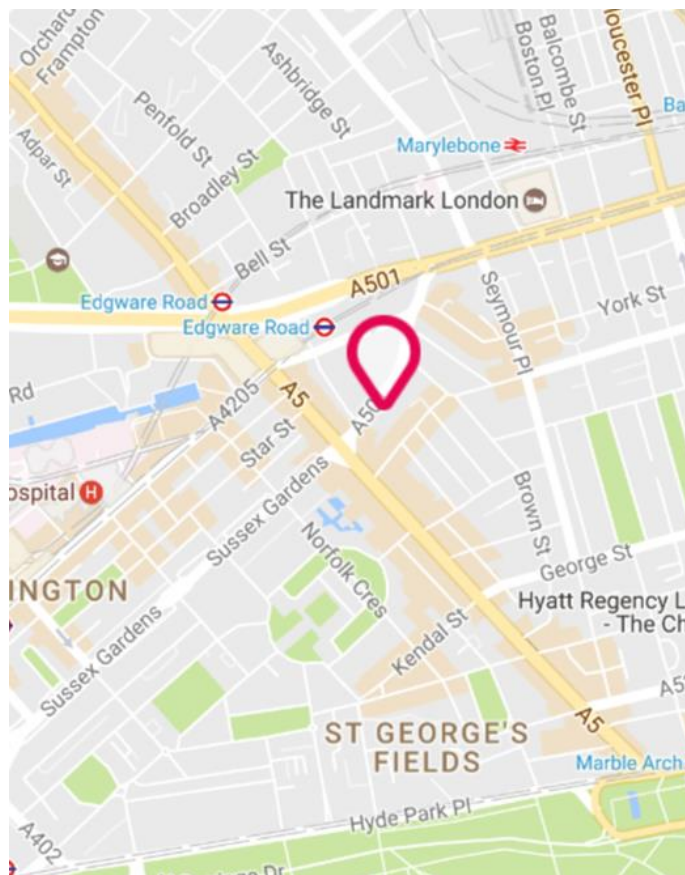 Orchard
Frampton
Ashbridge St
Balcombe St
Boston Pl
loucester Pl
Ba
Penfold St
Adpar St
Broadley St
Marylebone
The Landmark London
Bell St
A501
Seymour Pl
York St
Edgware Road
Edgware Road
Rd
A4205
A5
A50
Star St
ospital H
Sussex Gardens
Norfolk Cres
Brown St
George St
INGTON
Hyatt Regency L
- The Ch
Kendal St
Sussex Gardens
A5
A5
ST GEORGE'S
FIELDS
Marble Arch
Hyde Park Pl
A402